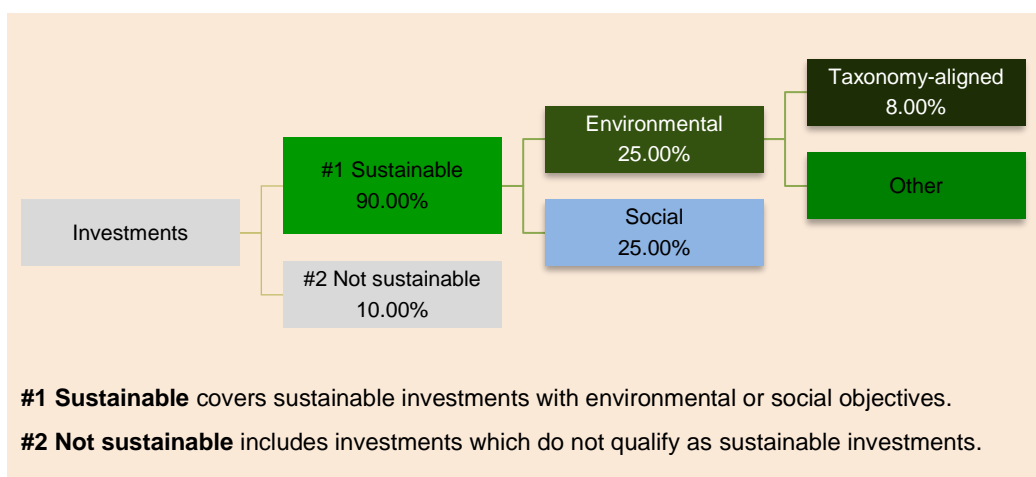 Taxonomy-aligned
8.00%
Environmental
25.00%
#1 Sustainable
90.00%
Other
Social
25.00%
Investments
#2 Not sustainable
10.00%
#1 Sustainable covers sustainable investments with environmental or social objectives.
#2 Not sustainable includes investments which do not qualify as sustainable investments.